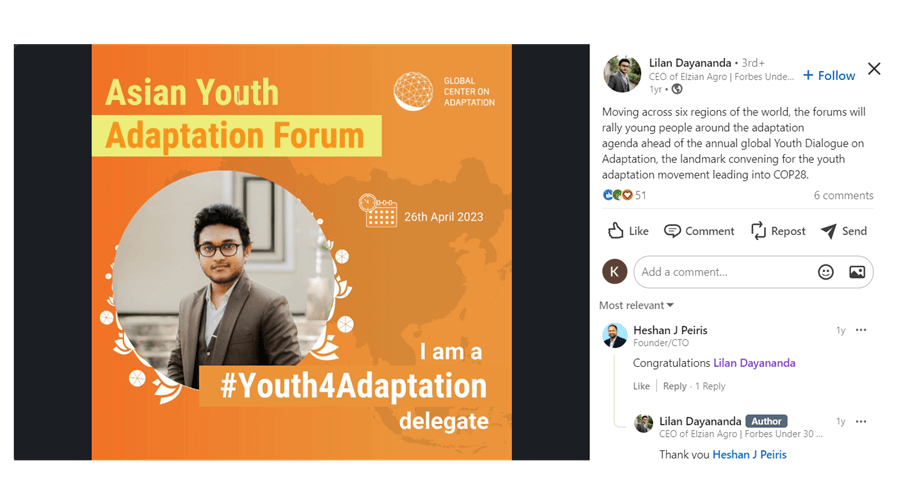 Asian Youth
Adaptation Forum
GLOBAL
CENTER ON
ADAPTATION
26th April 2023
I am a
#Youth4Adaptation
delegate
Lilan Dayananda • 3rd+
CEO of Elzian Agro | Forbes Unde...
1yr •
+ Follow
Moving across six regions of the world, the forums will
rally young people around the adaptation
agenda ahead of the annual global Youth Dialogue on
Adaptation, the landmark convening for the youth
adaptation movement leading into COP28.
51
6 comments
Like
Comment
Repost
Send
K
Add a comment...
Most relevant
Heshan J Peiris
1y
Founder/CTO
Congratulations Lilan Dayananda
Like | Reply · 1 Reply
Lilan Dayananda Author
1y
CEO of Elzian Agro | Forbes Under 30 ...
Thank you Heshan J Peiris